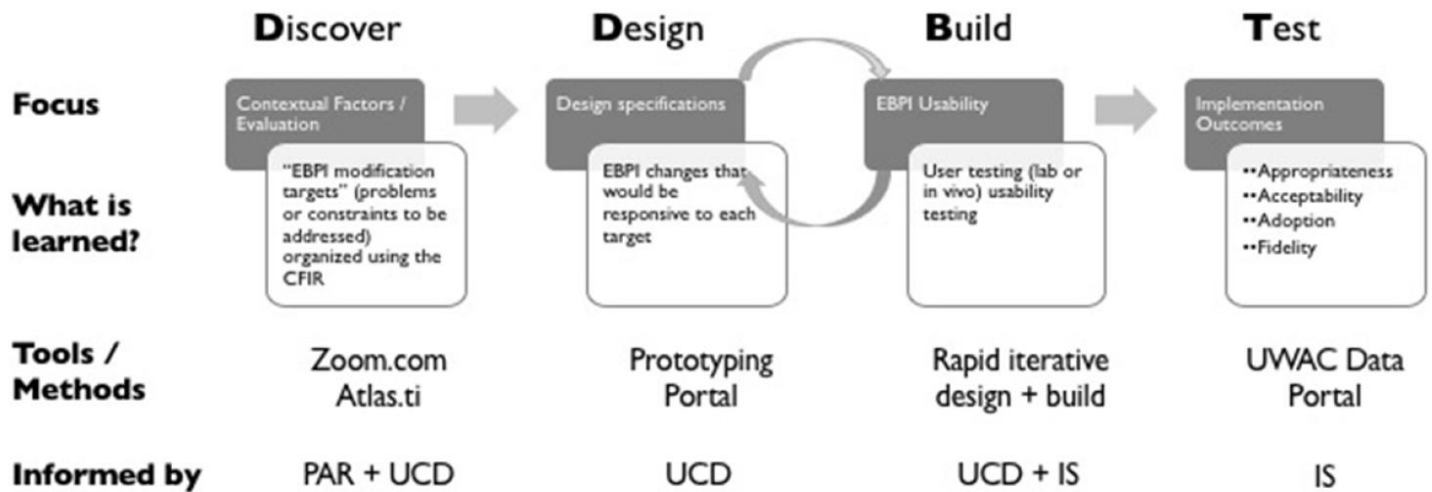 Discover Design Build Test
Focus
Contextual Factors /
Evaluation
Design specifications
EBPI Usability
Implementation
Outcomes
What is
learned?
"EBPI modification
targets" (problems
or constraints to be
addressed)
organized using the
CFIR
EBPI changes that
would be
responsive to each
target
User testing (lab or
in vivo) usability
testing
••Appropriateness
••Acceptability
••Adoption
••Fidelity
Tools /
Methods
Zoom.com
Atlas.ti
Prototyping
Portal
Rapid iterative
design + build
UWAC Data
Portal
Informed by PAR + UCD UCD UCD + IS IS